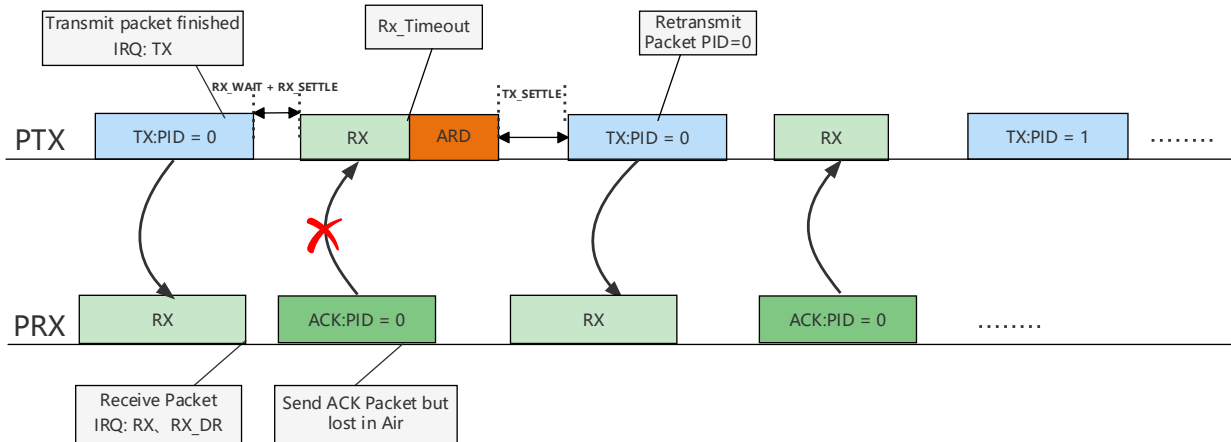 Transmit packet finished
IRQ: TX
Rx_Timeout
Retransmit
Packet PID=0
RX_WAIT + RX_SETTLE
TX_SETTLE
PTX
TX:PID = 0
RX
ARD
TX:PID = 0
RX
TX:PID = 1
........
PRX
RX
ACK:PID = 0
RX
ACK:PID = 0
........
Receive Packet
IRQ: RX、RX_DR
Send ACK Packet but
lost in Air